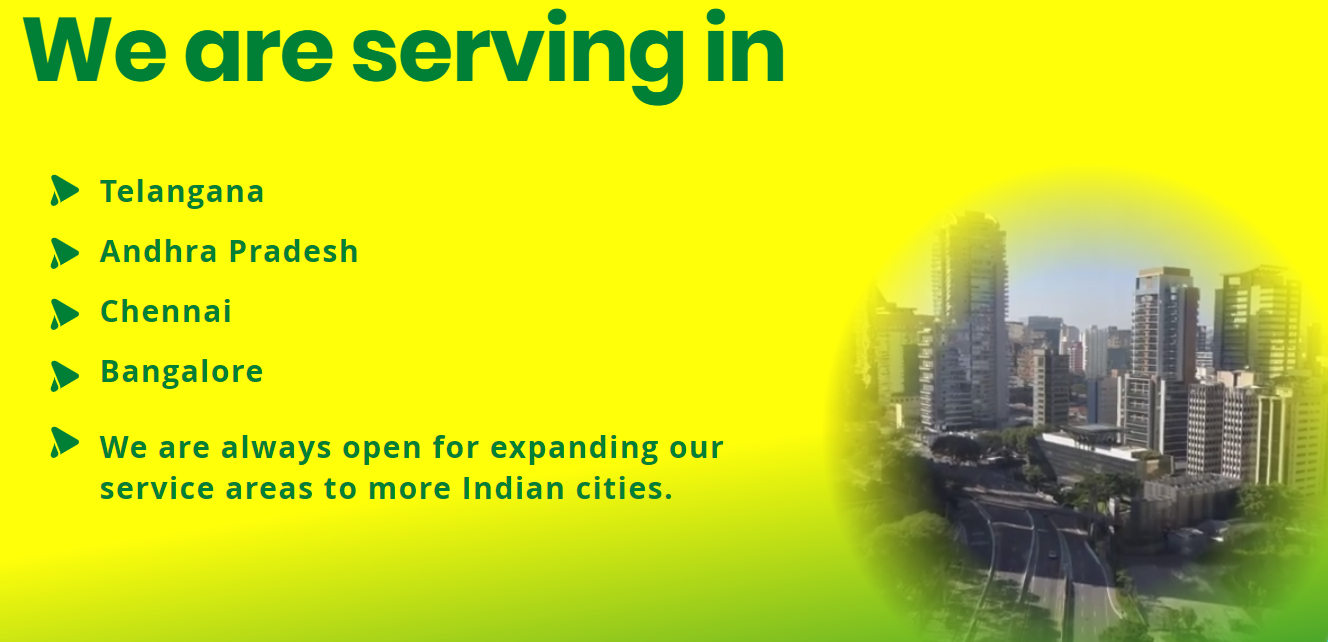 We are serving in
Telangana
Andhra Pradesh
Chennai
Bangalore
We are always open for expanding our
service areas to more Indian cities.